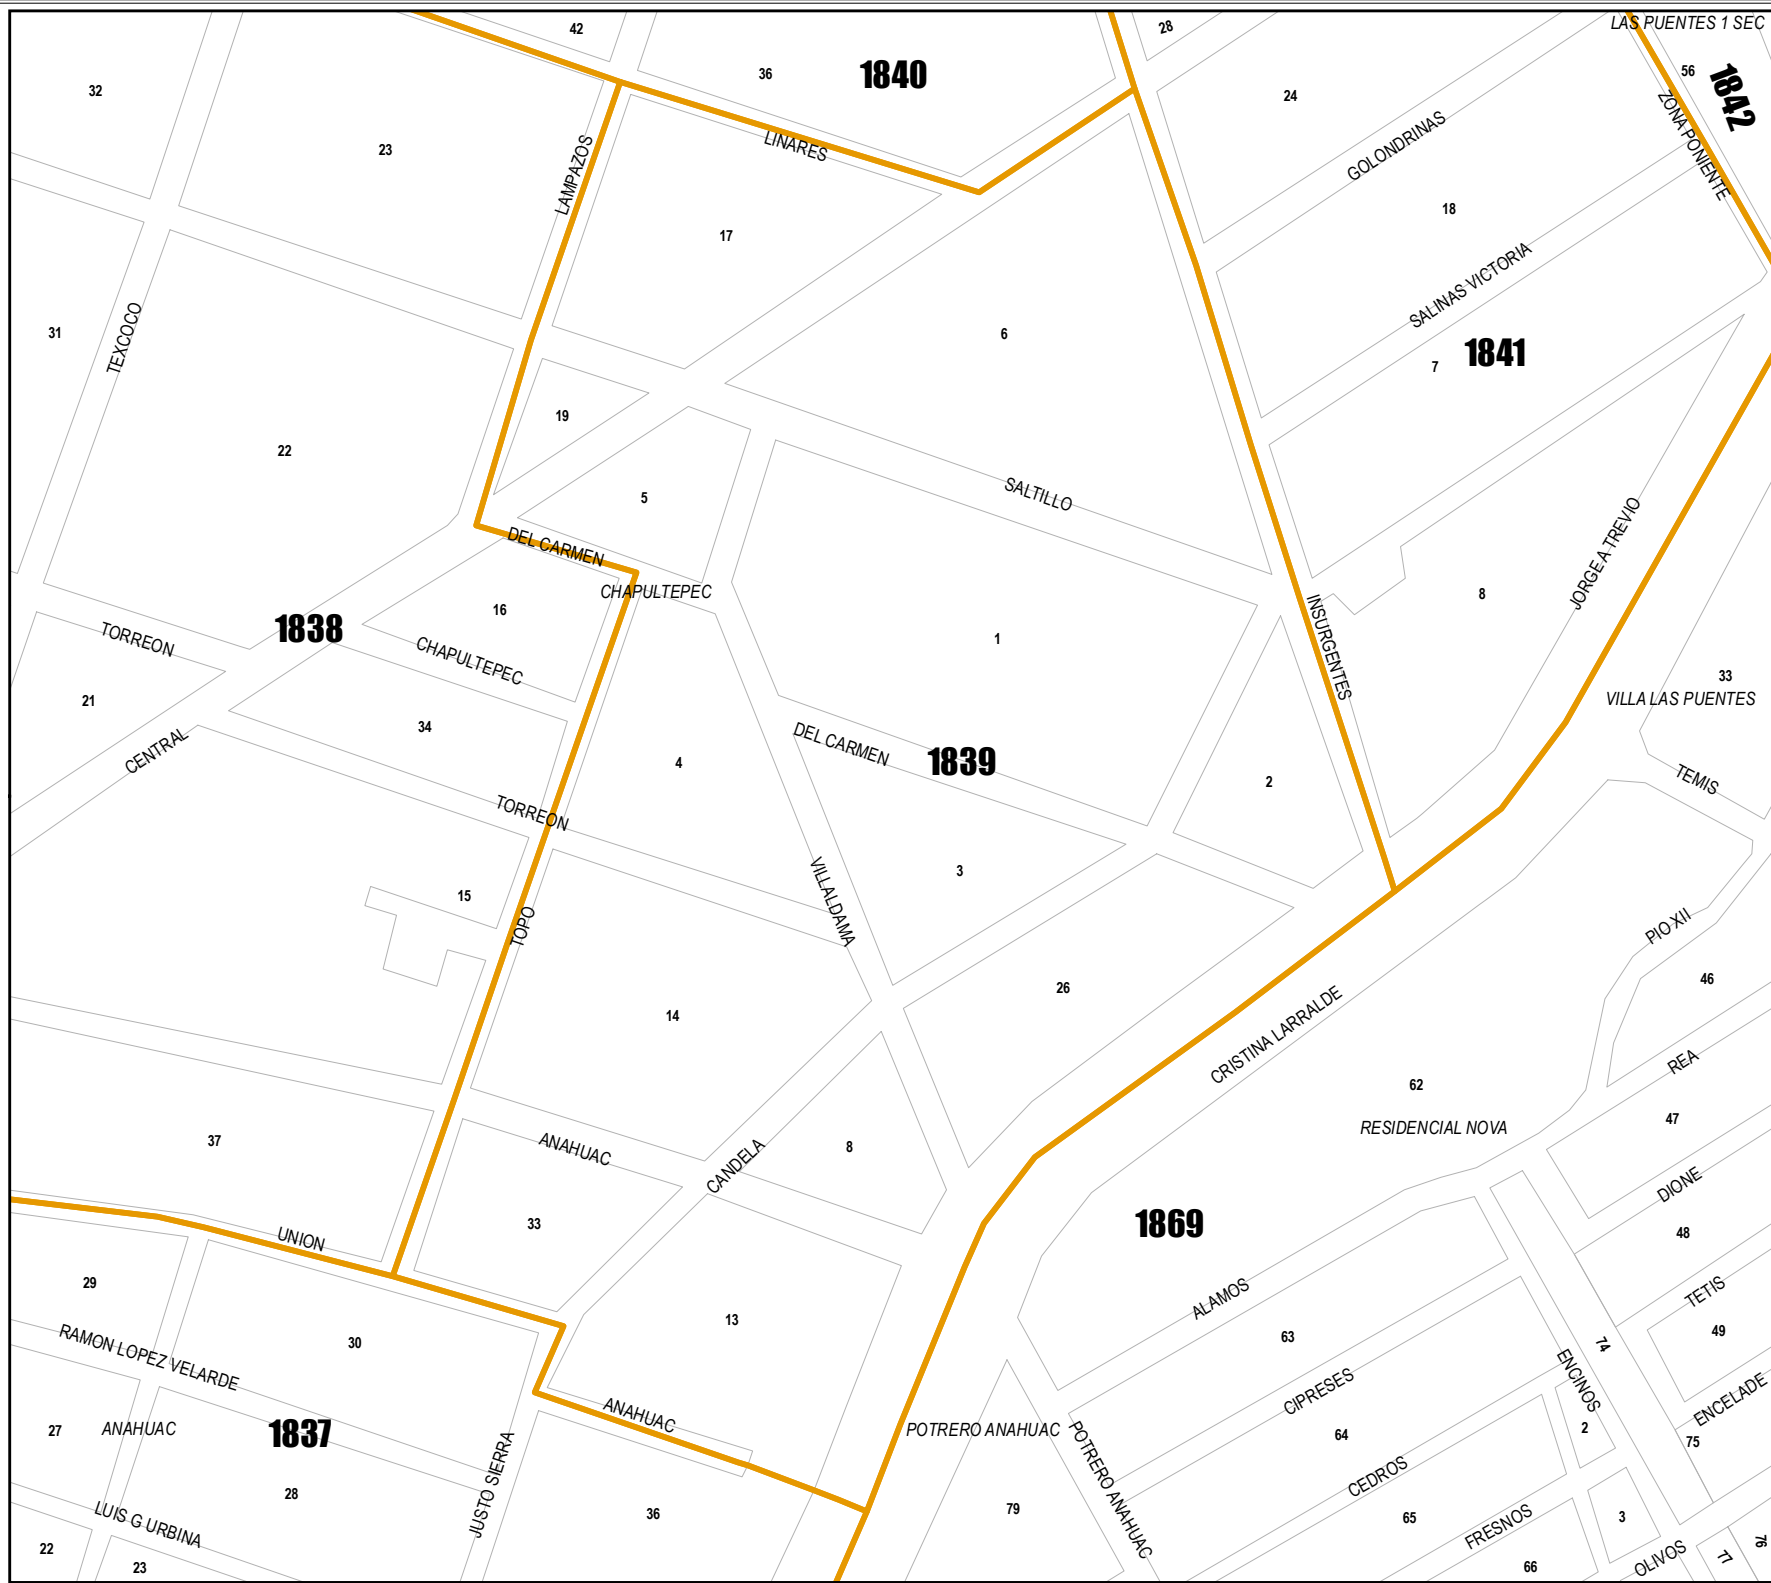 LAS PUENTES 1 SEC
42
28
36
1840
56
1842
32
24
ZONA PONIENTE
23
LINARES
GOLONDRINAS
LAMPAZOS
17
18
SALINAS VICTORIA
31
TEXCOCO
6
7
1841
19
22
5
SALTILLO
DEL CARMEN
JORGE A TREVIO
CHAPULTEPEC
8
16
1838
TORREON
CHAPULTEPEC
1
INSURGENTES
33
VILLA LAS PUENTES
21
34
CENTRAL
4
DEL CARMEN
1839
2
TEMIS
TORREON
3
15
VILLALDAMA
TOPO
PIO XII
46
26
14
CRISTINA LARRALDE
REA
62
47
RESIDENCIAL NOVA
37
ANAHUAC
CANDELA
8
DIONE
33
1869
48
UNION
29
ALAMOS
TETIS
13
63
49
30
74
RAMON LOPEZ VELARDE
ENCINOS
CIPRESES
ENCELADE
27
ANAHUAC
1837
ANAHUAC
POTRERO ANAHUAC
64
2
75
POTRERO ANAHUAC
CEDROS
JUSTO SIERRA
28
36
79
65
FRESNOS
3
LUIS G URBINA
22
23
66
OLIVOS
77
76